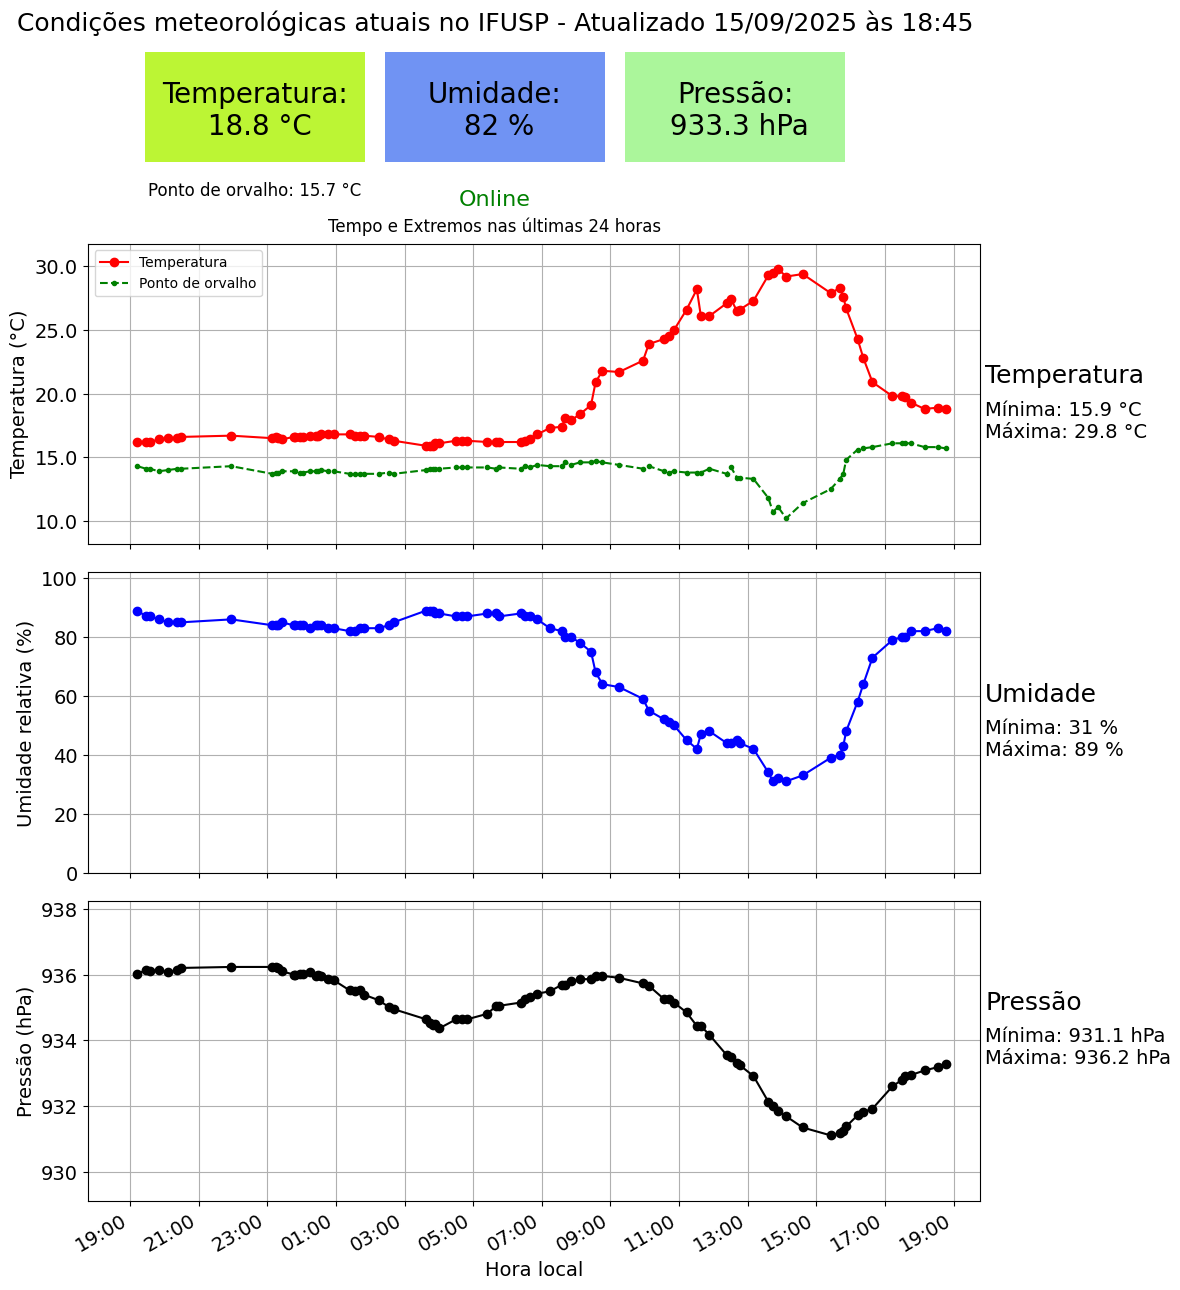 Condições meteorológicas atuais no IFUSP - Atualizado 15/09/2025 às 18:45
Temperatura:
18.8 °C
Umidade:
82 %
Pressão:
933.3 hPa
Ponto de orvalho: 15.7 °C
Online
Tempo e Extremos nas últimas 24 horas
Temperatura
Ponto de orvalho
Temperatura (°C)
30.0
25.0
20.0
15.0
10.0
Temperatura
Mínima: 15.9 °C
Máxima: 29.8 °C
Umidade relativa (%)
100
80
60
40
20
0
Umidade
Mínima: 31 %
Máxima: 89 %
Pressão (hPa)
938
936
934
932
930
Pressão
Mínima: 931.1 hPa
Máxima: 936.2 hPa
19:00
21:00
23:00
01:00
03:00
05:00
07:00
09:00
11:00
13:00
15:00
17:00
19:00
Hora local